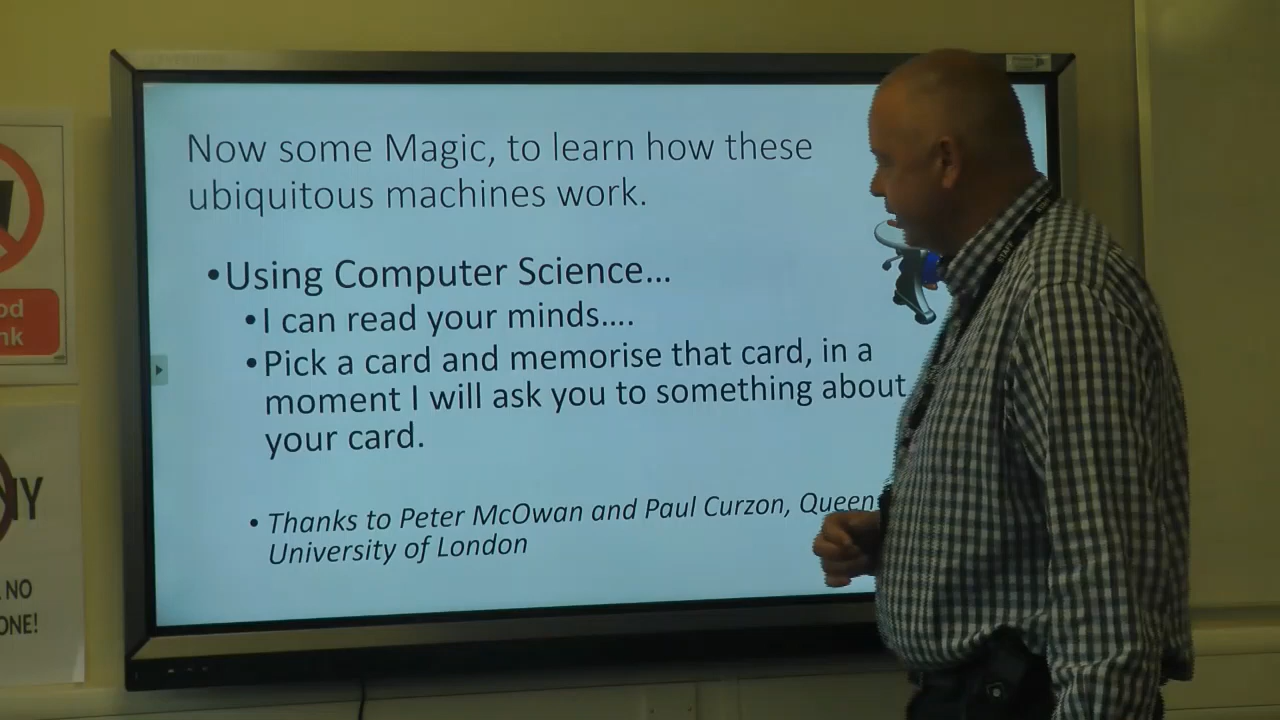 Now some Magic, to learn how these
ubiquitous machines work.
•Using Computer Science...
•I can read your minds....
•Pick a card and memorise that card, in a
moment I will ask you to something about
your card.
• Thanks to Peter McOwan and Paul Curzon, Queen
University of London
NO
ONE!